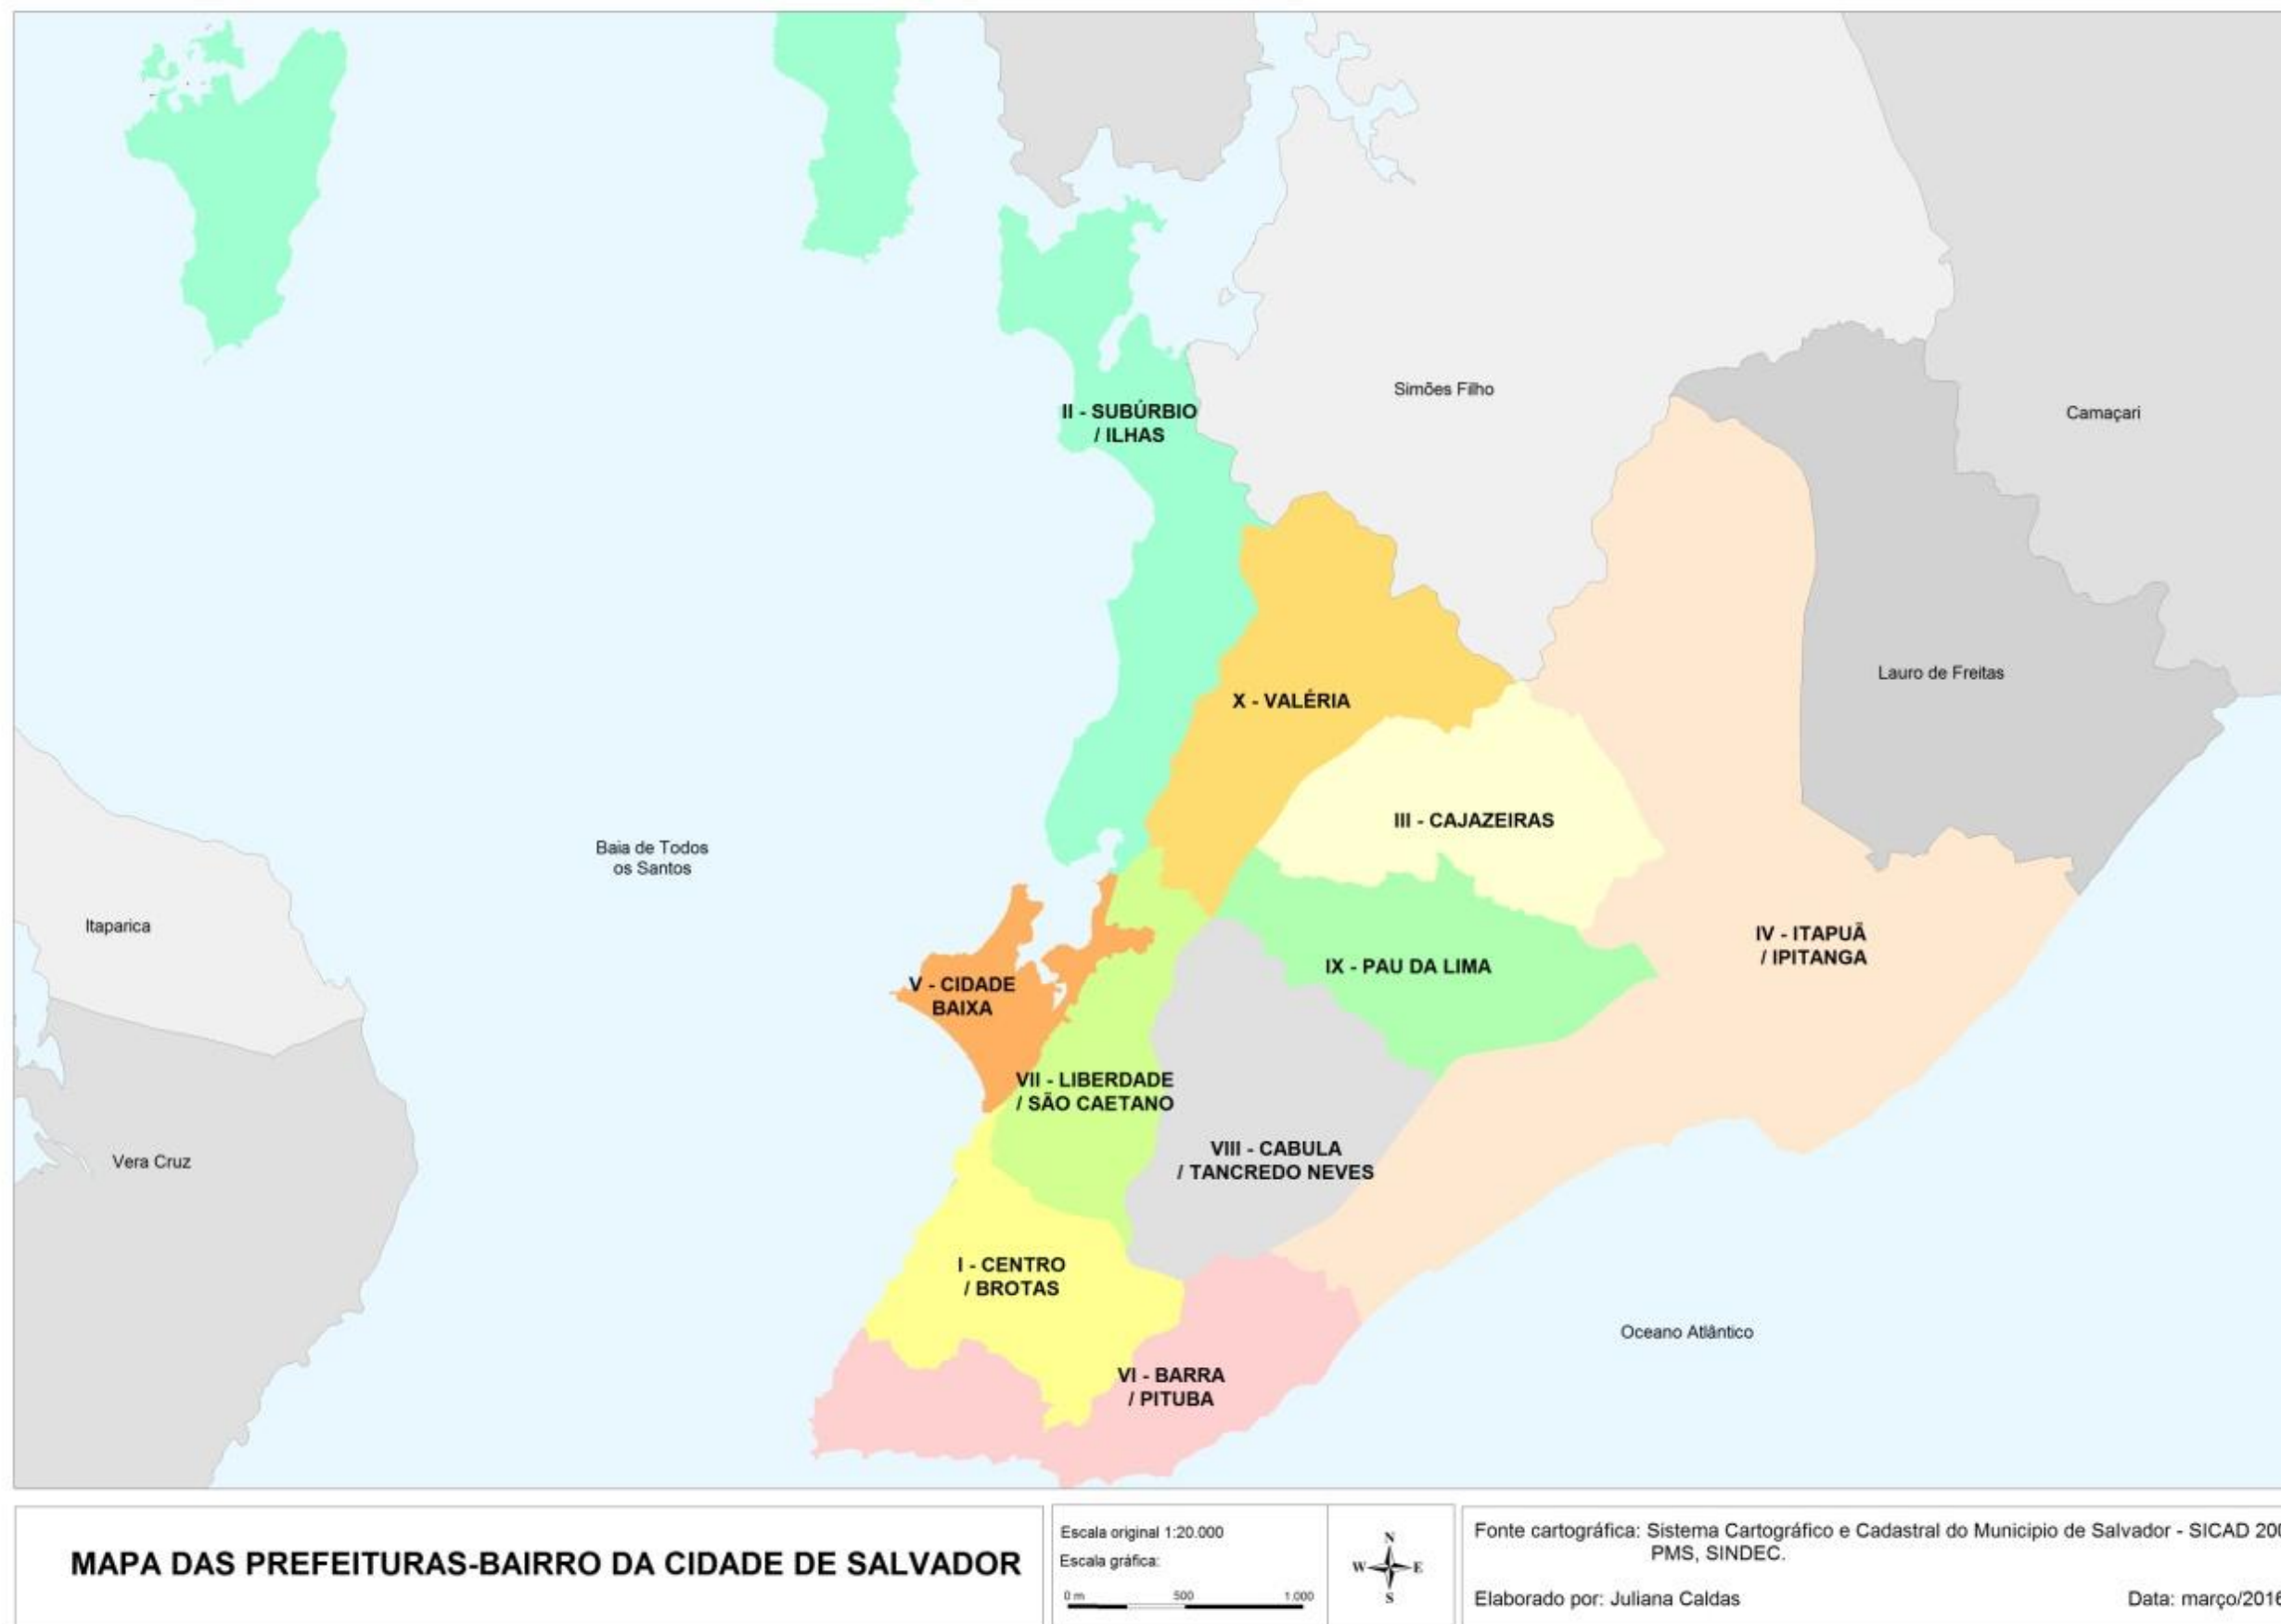 Simões Filho
Camaçari
II - SUBÚRBIO
/ ILHAS
Lauro de Freitas
X - VALÉRIA
III - CAJAZEIRAS
Baia de Todos
os Santos
Itaparica
IV - ITAPUÃ
/ IPITANGA
IX - PAU DA LIMA
V - CIDADE
BAIXA
VII - LIBERDADE
/ SÃO CAETANO
Vera Cruz
VIII - CABULA
/ TANCREDO NEVES
I - CENTRO
/ BROTAS
Oceano Atlântico
VI - BARRA
/ PITUBA
MAPA DAS PREFEITURAS-BAIRRO DA CIDADE DE SALVADOR
Escala original 1:20.000
Escala gráfica:
0 m 500 1.000
N
W E
S
Fonte cartográfica: Sistema Cartográfico e Cadastral do Municipio de Salvador - SICAD 200
PMS, SINDEC.
Elaborado por: Juliana Caldas
Data: março/2016